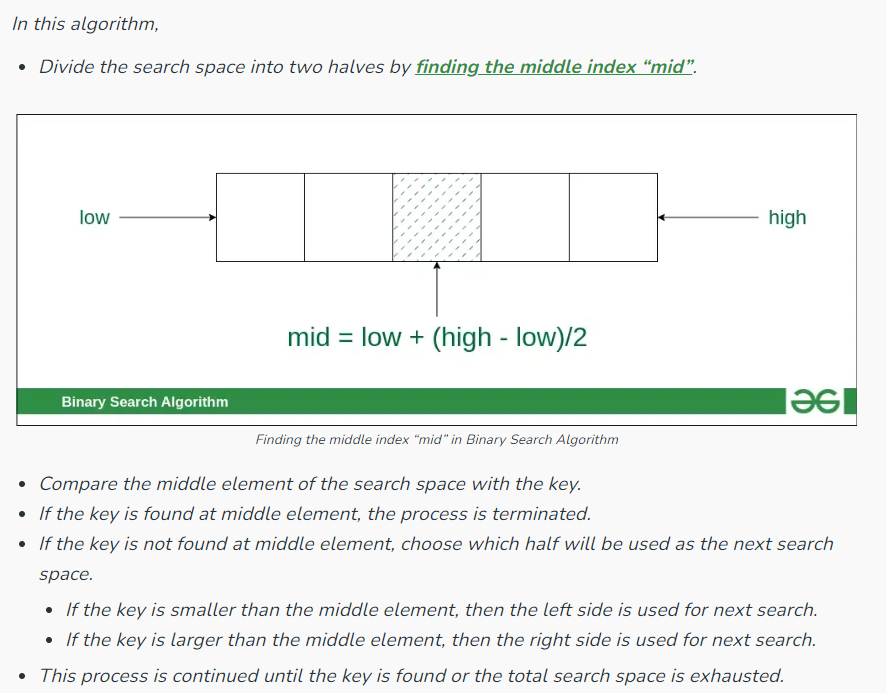 In this algorithm,
• Divide the search space into two halves by finding the middle index “mid”.
low
high
mid = low + (high - low)/2
Binary Search Algorithm
Finding the middle index “mid” in Binary Search Algorithm
• Compare the middle element of the search space with the key.
• If the key is found at middle element, the process is terminated.
• If the key is not found at middle element, choose which half will be used as the next search
space.
• If the key is smaller than the middle element, then the left side is used for next search.
• If the key is larger than the middle element, then the right side is used for next search.
• This process is continued until the key is found or the total search space is exhausted.